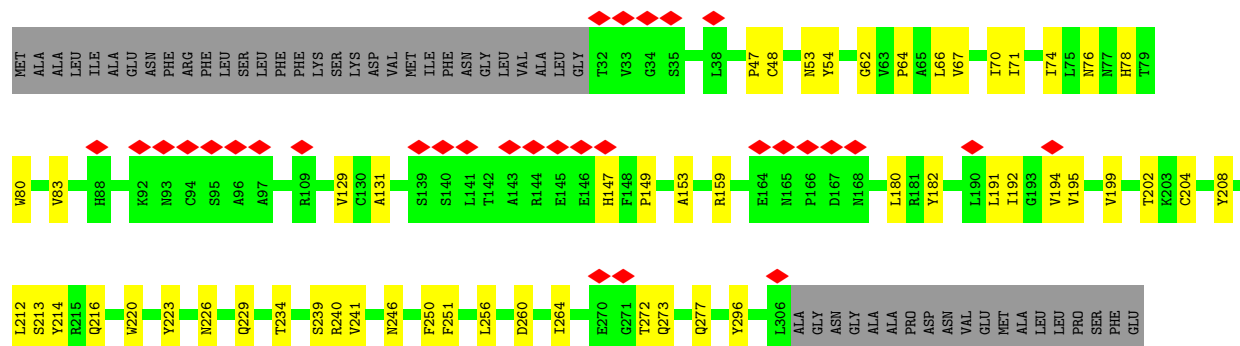 MET ALA ALA LEU ILE ALA GLU ASN PHE ARG PHE LEU SER LEU PHE PHE LYS SER LYS ASP VAL MET ILE PHE ASN GLY LEU VAL ALA LEU GLY T32 V33 G34 S35 L38 P47 C48 N53 Y54 G62 V63 P64 A65 L66 V67 I70 I71 I74 L75 N76 N77 H78 T79
W80 V83 H88 K92 N93 C94 S95 A96 A97 R109 V129 C130 A131 S139 S140 L141 T142 A143 R144 E145 E146 H147 F148 P149 A153 R159 E164 N165 P166 D167 N168 L180 R181 Y182 L190 L191 I192 G193 V194 V195 V199 T202 K203 C204 Y208
L212 S213 Y214 R215 Q216 W220 Y223 N226 Q229 T234 S239 R240 V241 N246 F250 F251 L256 D260 I264 E270 G271 T272 Q273 Q277 Y296 L306 ALA GLY ASN GLY ALA ALA PRO ASP ASN VAL GLU MET ALA LEU LEU PRO SER PHE GLU